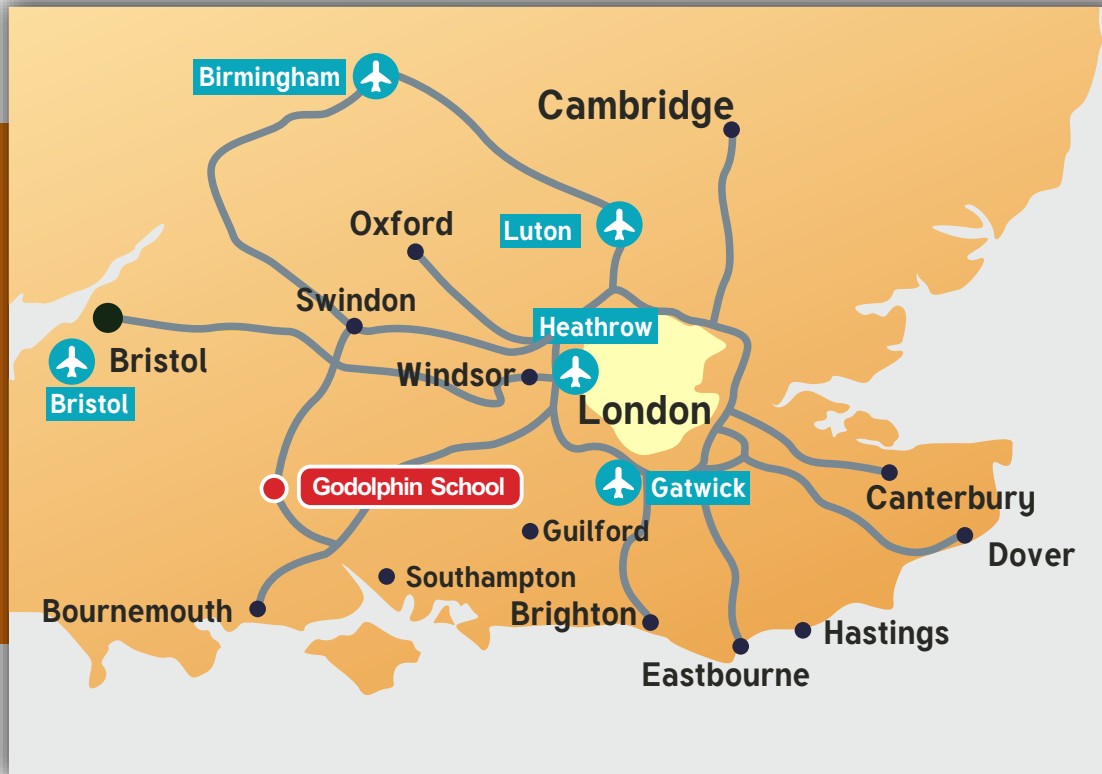 Birmingham
Cambridge
Oxford
Luton
Swindon
Heathrow
Bristol
Windsor
Bristol
London
Godolphin School
Gatwick
Canterbury
Guilford
Dover
Southampton
Bournemouth
Brighton
Hastings
Eastbourne